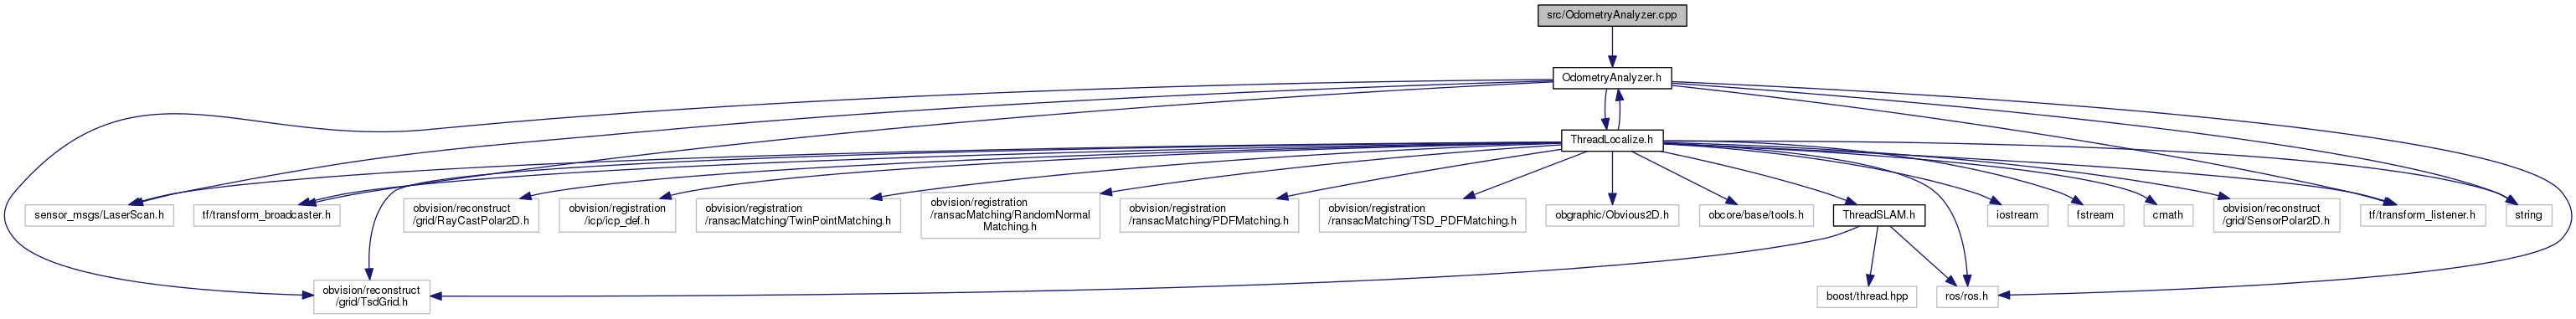 src/OdometryAnalyzer.cpp
OdometryAnalyzer.h
ThreadLocalize.h
sensor_msgs/LaserScan.h
tf/transform_broadcaster.h
obvision/reconstruct
/grid/RayCastPolar2D.h
obvision/registration
/icp/icp_def.h
obvision/registration
/ransacMatching/TwinPointMatching.h
obvision/registration
/ransacMatching/RandomNormal
Matching.h
obvision/registration
/ransacMatching/PDFMatching.h
obvision/registration
/ransacMatching/TSD_PDFMatching.h
obgraphic/Obvious2D.h
obcore/base/tools.h
ThreadSLAM.h
iostream
fstream
cmath
obvision/reconstruct
/grid/SensorPolar2D.h
tf/transform_listener.h
string
obvision/reconstruct
/grid/TsdGrid.h
boost/thread.hpp
ros/ros.h